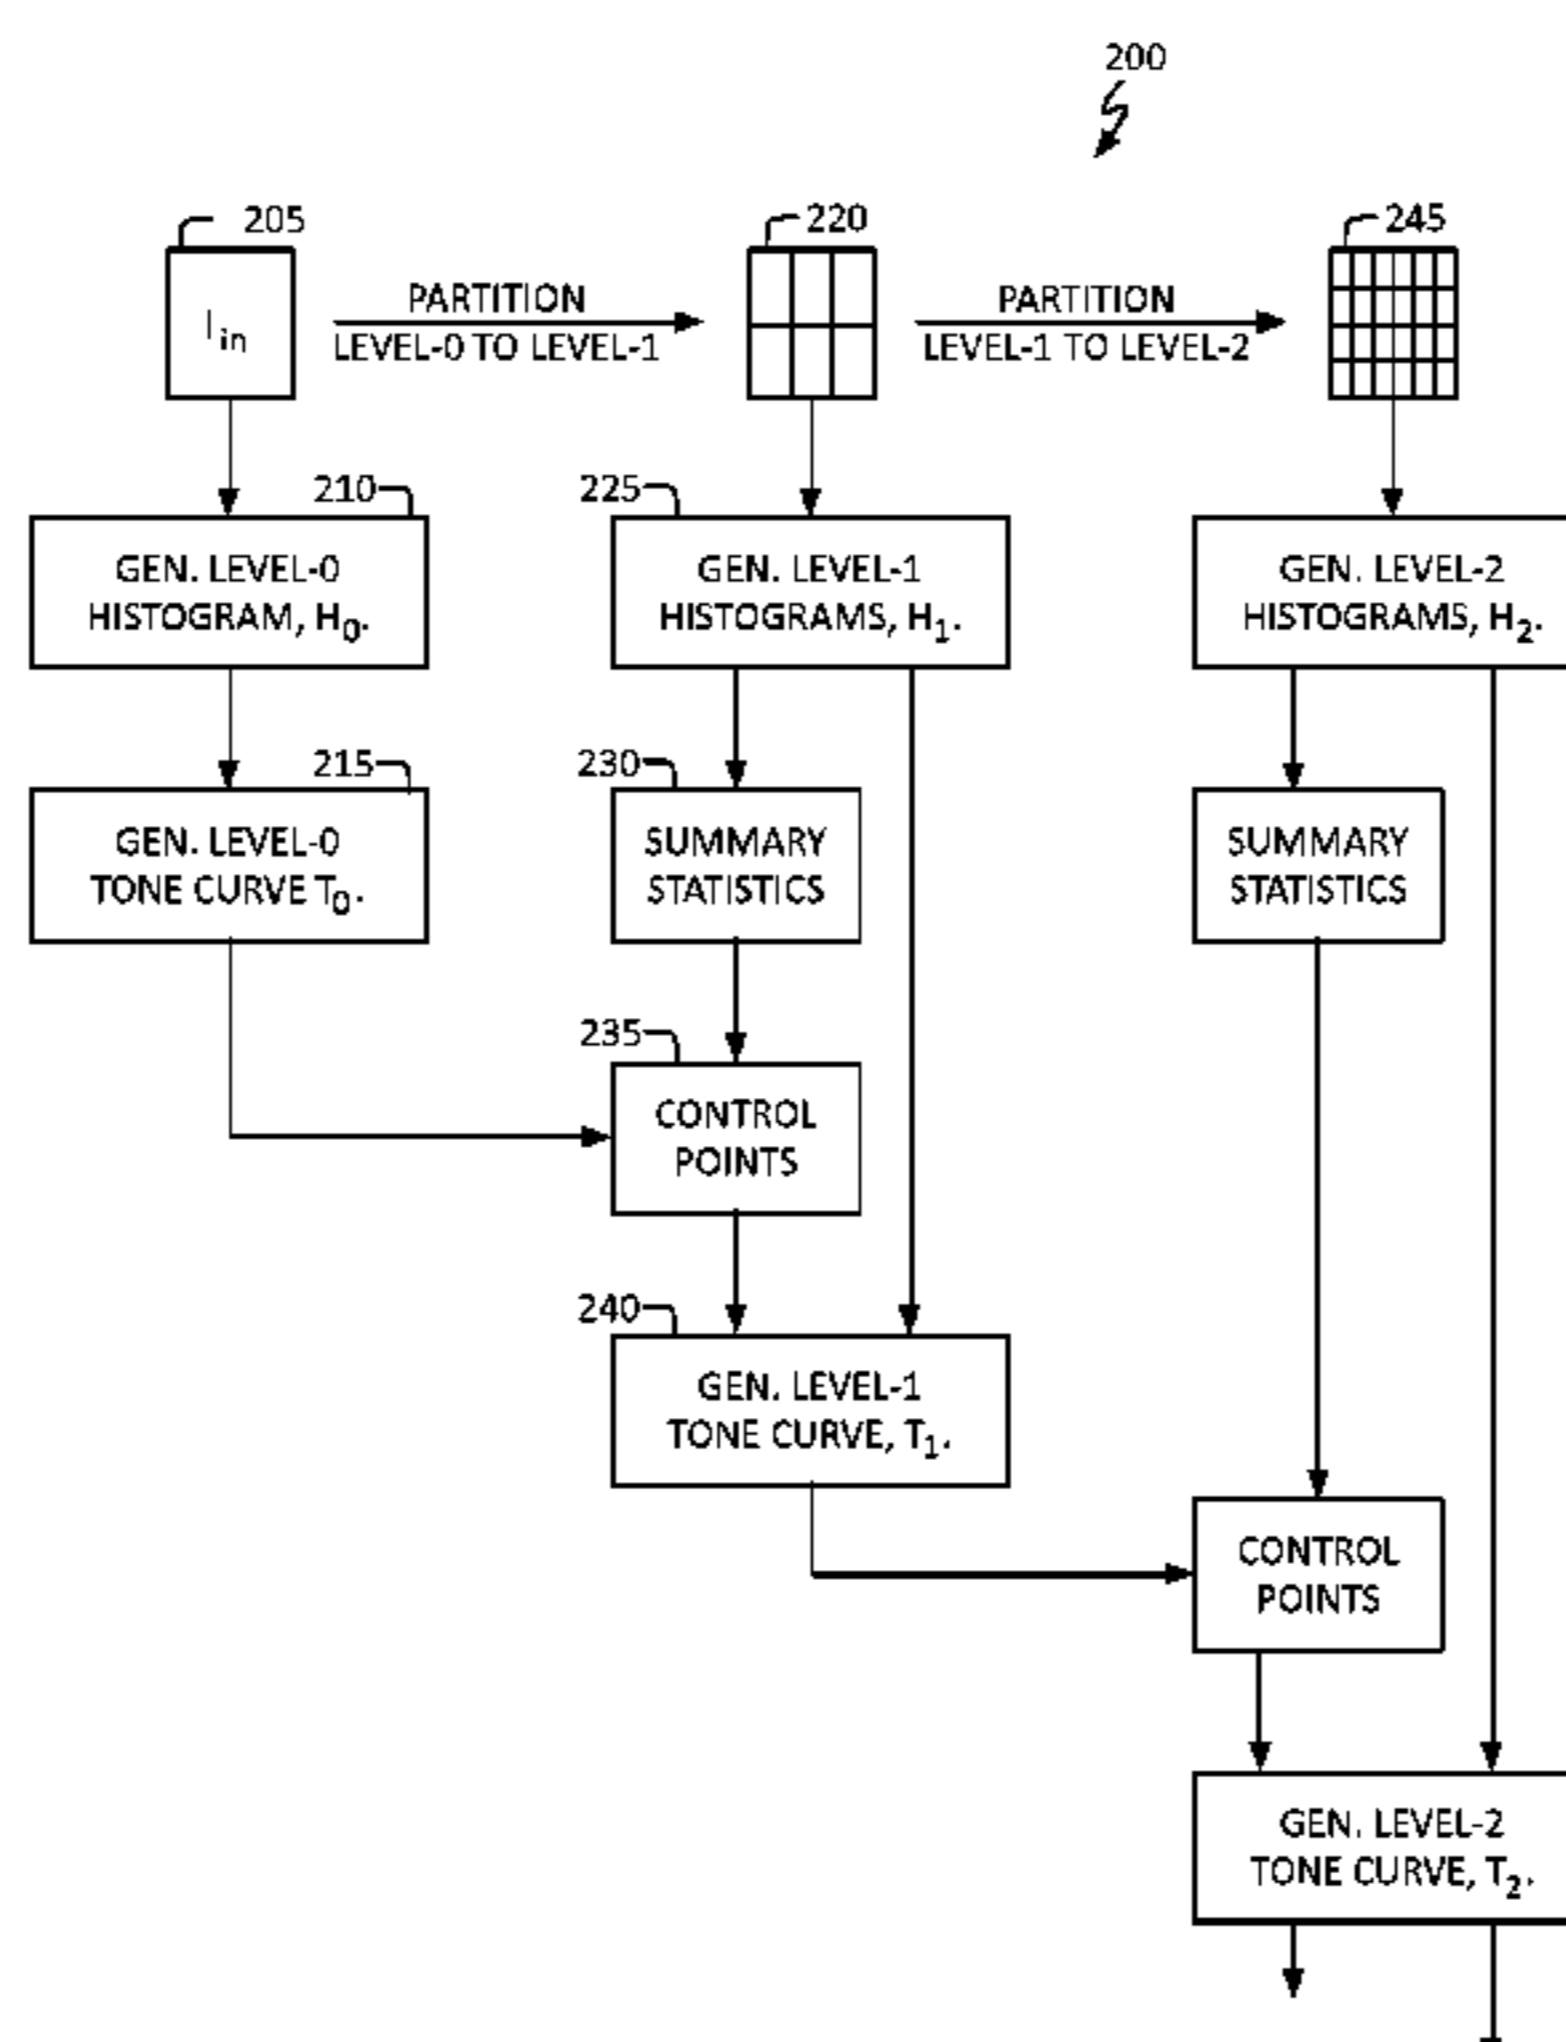 200
205
220
245
I_in
PARTITION
LEVEL-0 TO LEVEL-1
PARTITION
LEVEL-1 TO LEVEL-2
210
GEN. LEVEL-0
HISTOGRAM, H₀.
225
GEN. LEVEL-1
HISTOGRAMS, H₁.
GEN. LEVEL-2
HISTOGRAMS, H₂.
215
GEN. LEVEL-0
TONE CURVE T₀.
230
SUMMARY
STATISTICS
SUMMARY
STATISTICS
235
CONTROL
POINTS
240
GEN. LEVEL-1
TONE CURVE, T₁.
CONTROL
POINTS
GEN. LEVEL-2
TONE CURVE, T₂.